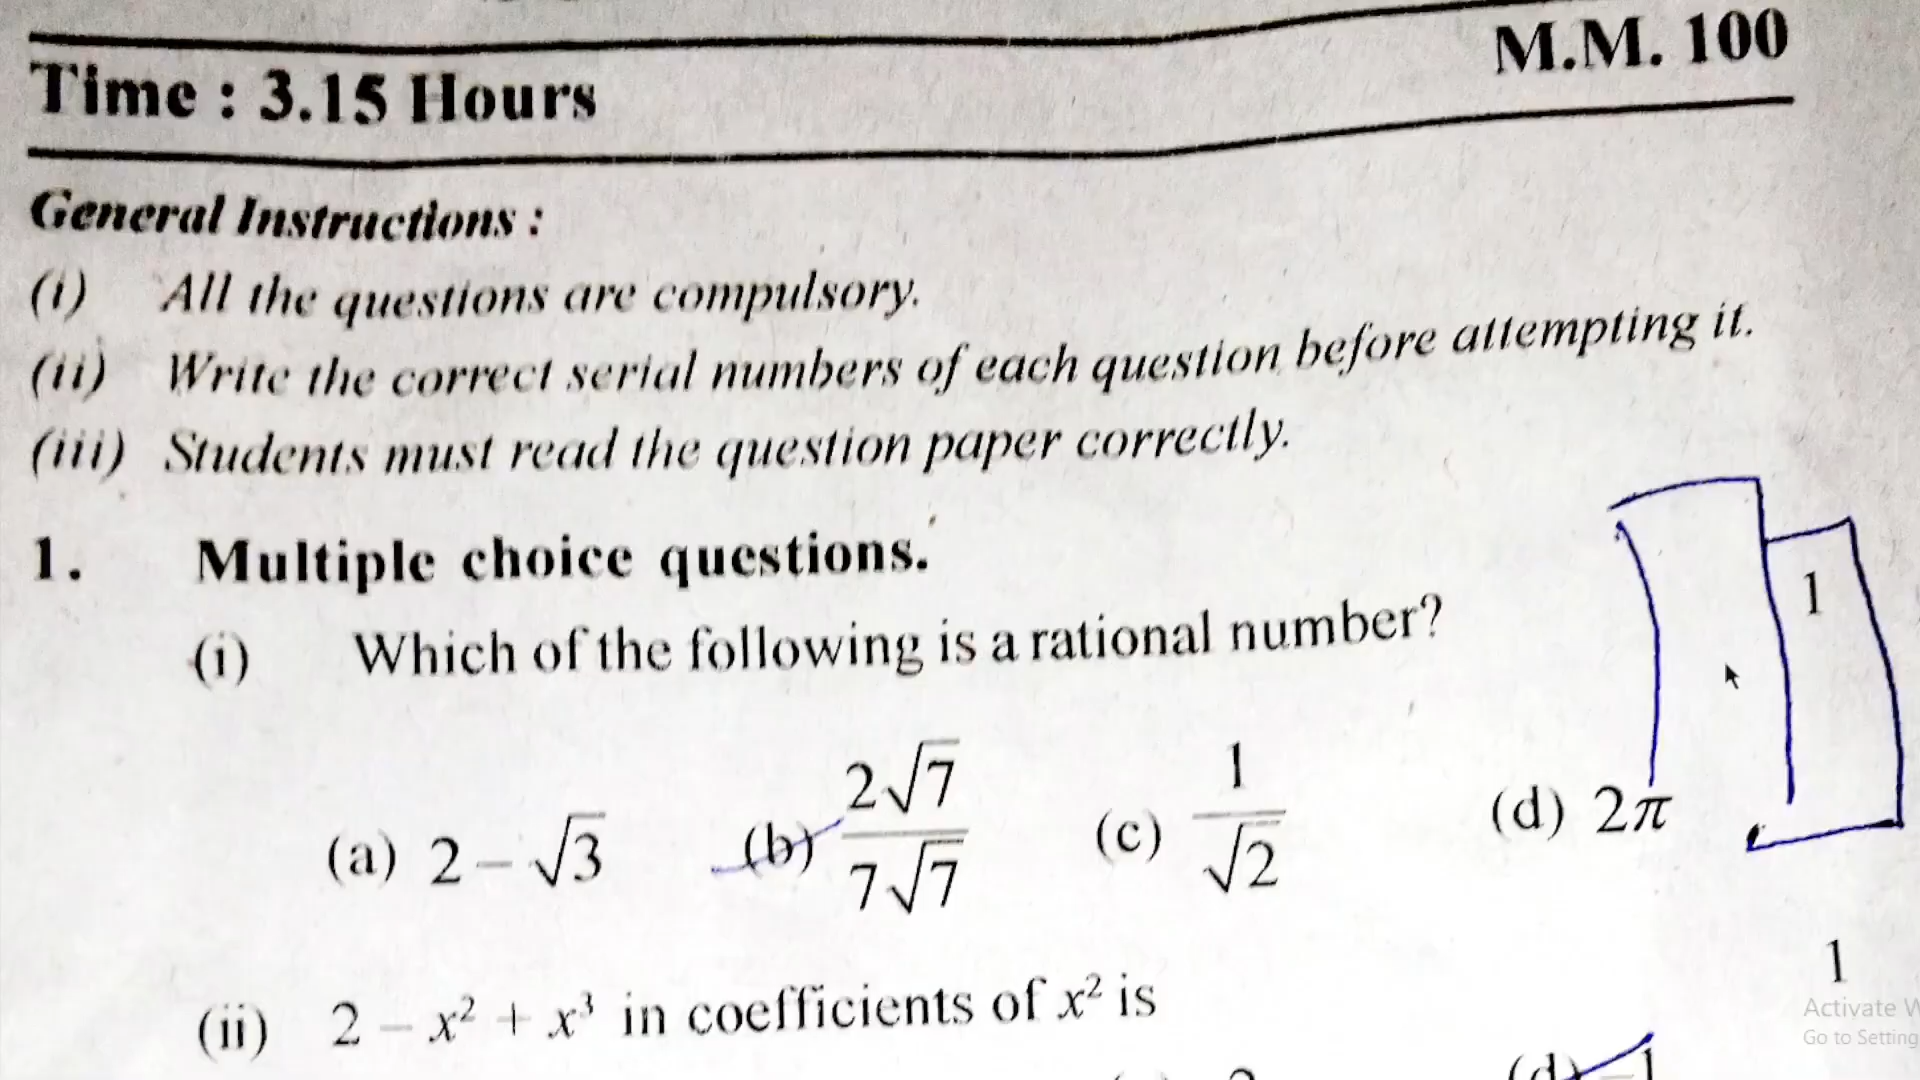 M.M. 100
Time : 3.15 Hours
General Instructions :
(i) All the questions are compulsory.
(ii) Write the correct serial numbers of each question before attempting it.
(iii) Students must read the question paper correctly.
1. Multiple choice questions.
(i) Which of the following is a rational number? 1
(a) 2 – √3 (b) 2√7/7√7 (c) 1/√2 (d) 2π
(ii) 2 – x² + x³ in coefficients of x² is 1
Activate W
Go to Setting
(d) –1